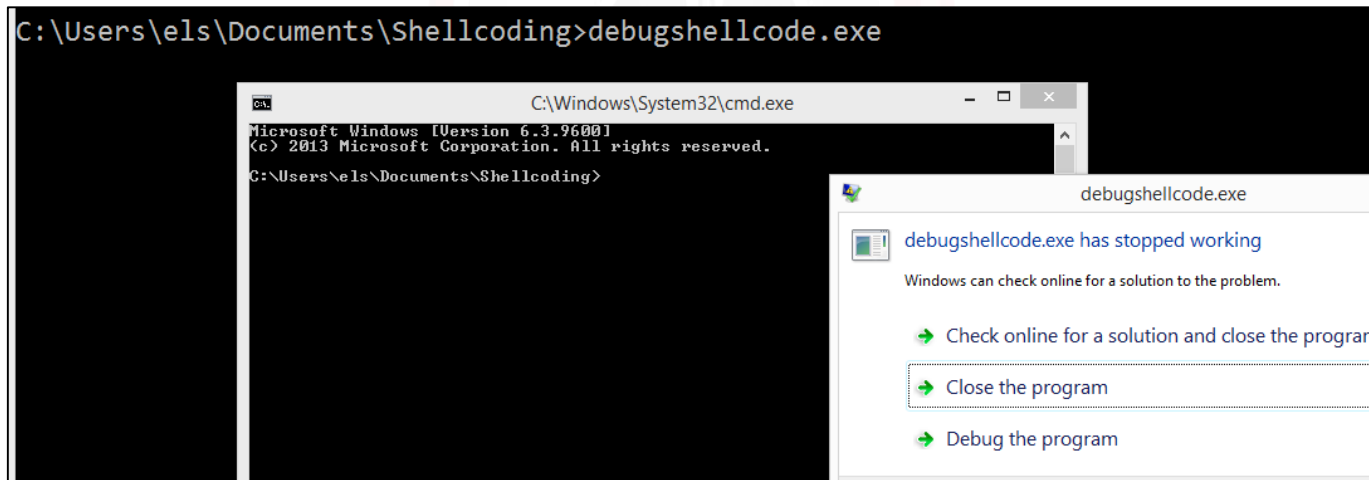 C:\Users\els\Documents\Shellcoding>debugshellcode.exe
C:\Windows\System32\cmd.exe
Microsoft Windows [Version 6.3.9600]
(c) 2013 Microsoft Corporation. All rights reserved.
C:\Users\els\Documents\Shellcoding>
debugshellcode.exe
debugshellcode.exe has stopped working
Windows can check online for a solution to the problem.
Check online for a solution and close the progra
Close the program
Debug the program